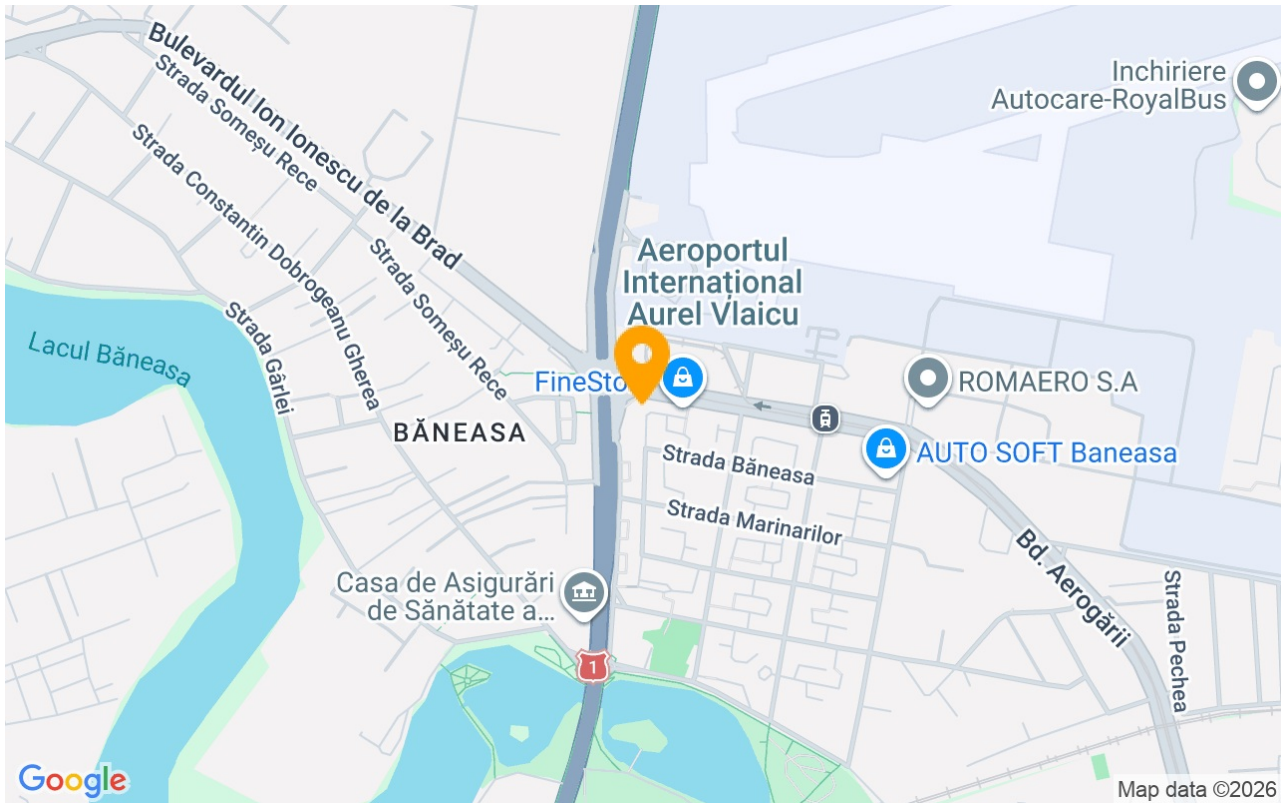 Bulevardul Ion Ionescu de la Brad
Strada Someșu Rece
Strada Constantin Dobrogeanu Gherea
Strada Someșu Rece
Inchiriere
Autocare-RoyalBus
Aeroportul
Internațional
Aurel Vlaicu
Lacul Băneasa
Strada Gârlei
FineSto
ROMAERO S.A
BĂNEASA
AUTO SOFT Baneasa
Strada Băneasa
Strada Marinarilor
Bd. Aerogării
Strada Pechea
Casa de Asigurări
de Sănătate a...
1
Google
Map data ©2026